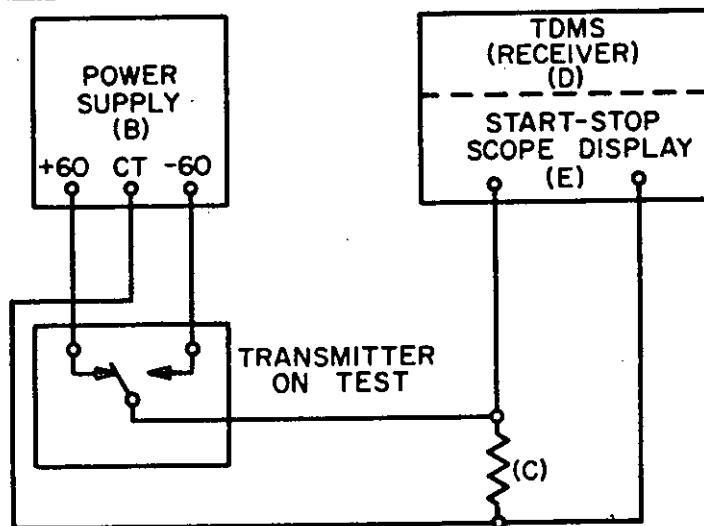 POWER
SUPPLY
(B)
+60 CT -60
TDMS
(RECEIVER)
(D)
START-STOP
SCOPE DISPLAY
(E)
TRANSMITTER
ON TEST
(C)